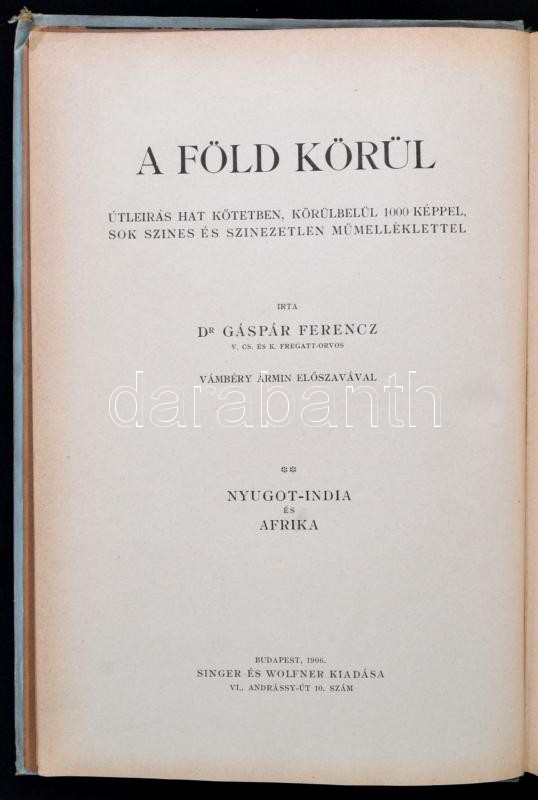 A FÖLD KÖRÜL
ÚTLEIRÁS HAT KÖTETBEN, KÖRÜLBELÜL 1000 KÉPPEL,
SOK SZINES ÉS SZINEZETLEN MŰMELLÉKLETTEL
IRTA
DR GÁSPÁR FERENCZ
V. CS. ÉS K. FREGATT-ORVOS
VÁMBÉRY ÁRMIN ELŐSZAVÁVAL
darabanth
**
NYUGOT-INDIA
ÉS
AFRIKA
BUDAPEST, 1906.
SINGER ÉS WOLFNER KIADÁSA
VI., ANDRÁSSY-ÚT 10. SZÁM